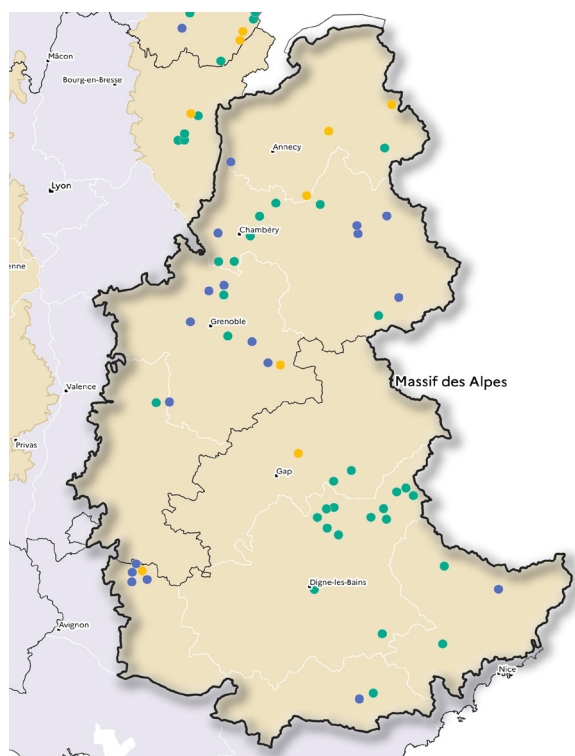 Mâcon
Bourg-en-Bresse
Annecy
Lyon
Chambéry
enne
Grenoble
Massif des Alpes
Valence
Privas
Gap
Digne-les-Bains
Avignon
Nice